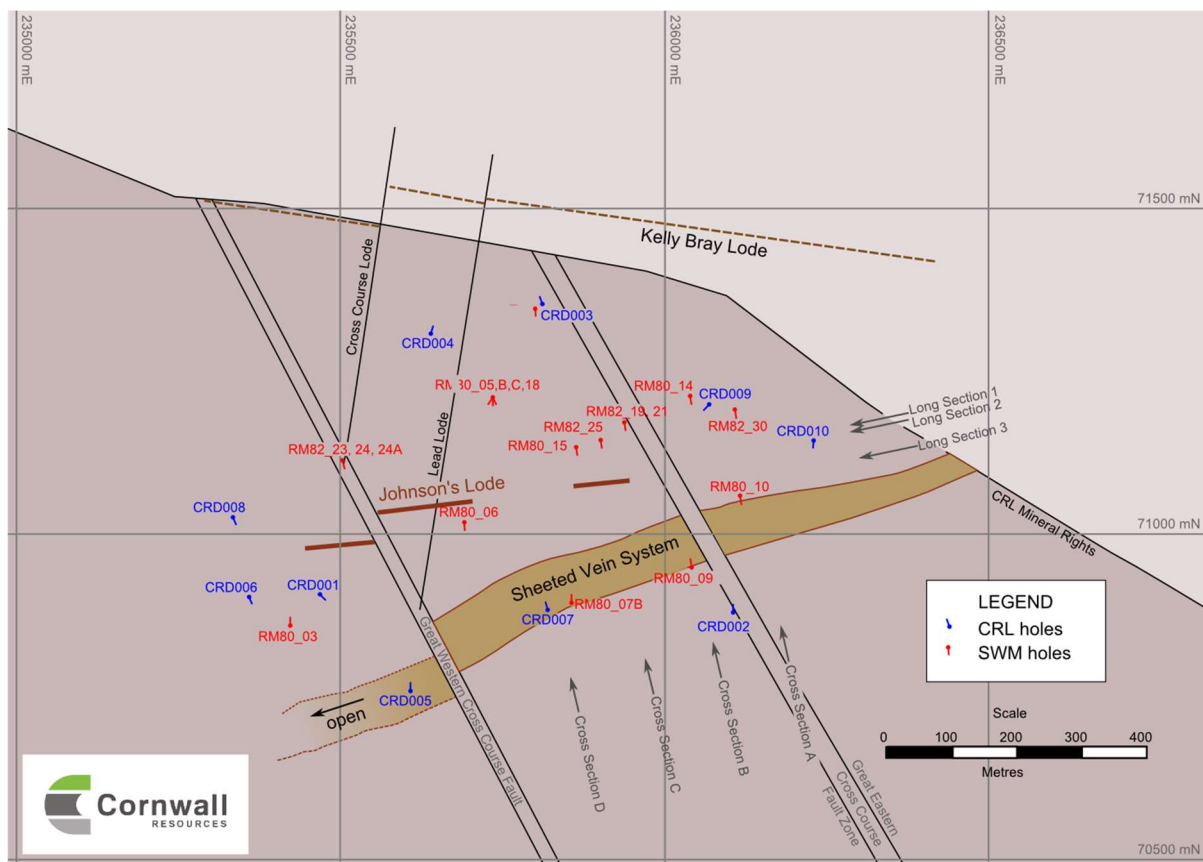 235000 mE
235500 mE
236000 mE
236500 mE
71500 mN
Kelly Bray Lode
Cross Course Lode
CRD003
CRD004
Lead Lode
RM80_05,B,C,18
RM80_14
CRD009
RM82_19, 21
RM82_30
RM82_25
RM80_15
CRD010
Long Section 1
Long Section 2
Long Section 3
RM82_23, 24, 24A
Johnson's Lode
RM80_10
CRD008
RM80_06
CRL Mineral Rights
71000 mN
Sheeted Vein System
RM80_09
CRD006
CRD001
RM80_07B
CRD007
CRD002
RM80_03
Great Western Cross Course Fault
CRD005
open
Cross Section D
Cross Section C
Cross Section B
Cross Section A
Great Eastern
Cross Course
Fault Zone
LEGEND
CRL holes
SWM holes
Scale
0 100 200 300 400
Metres
Cornwall
RESOURCES
70500 mN